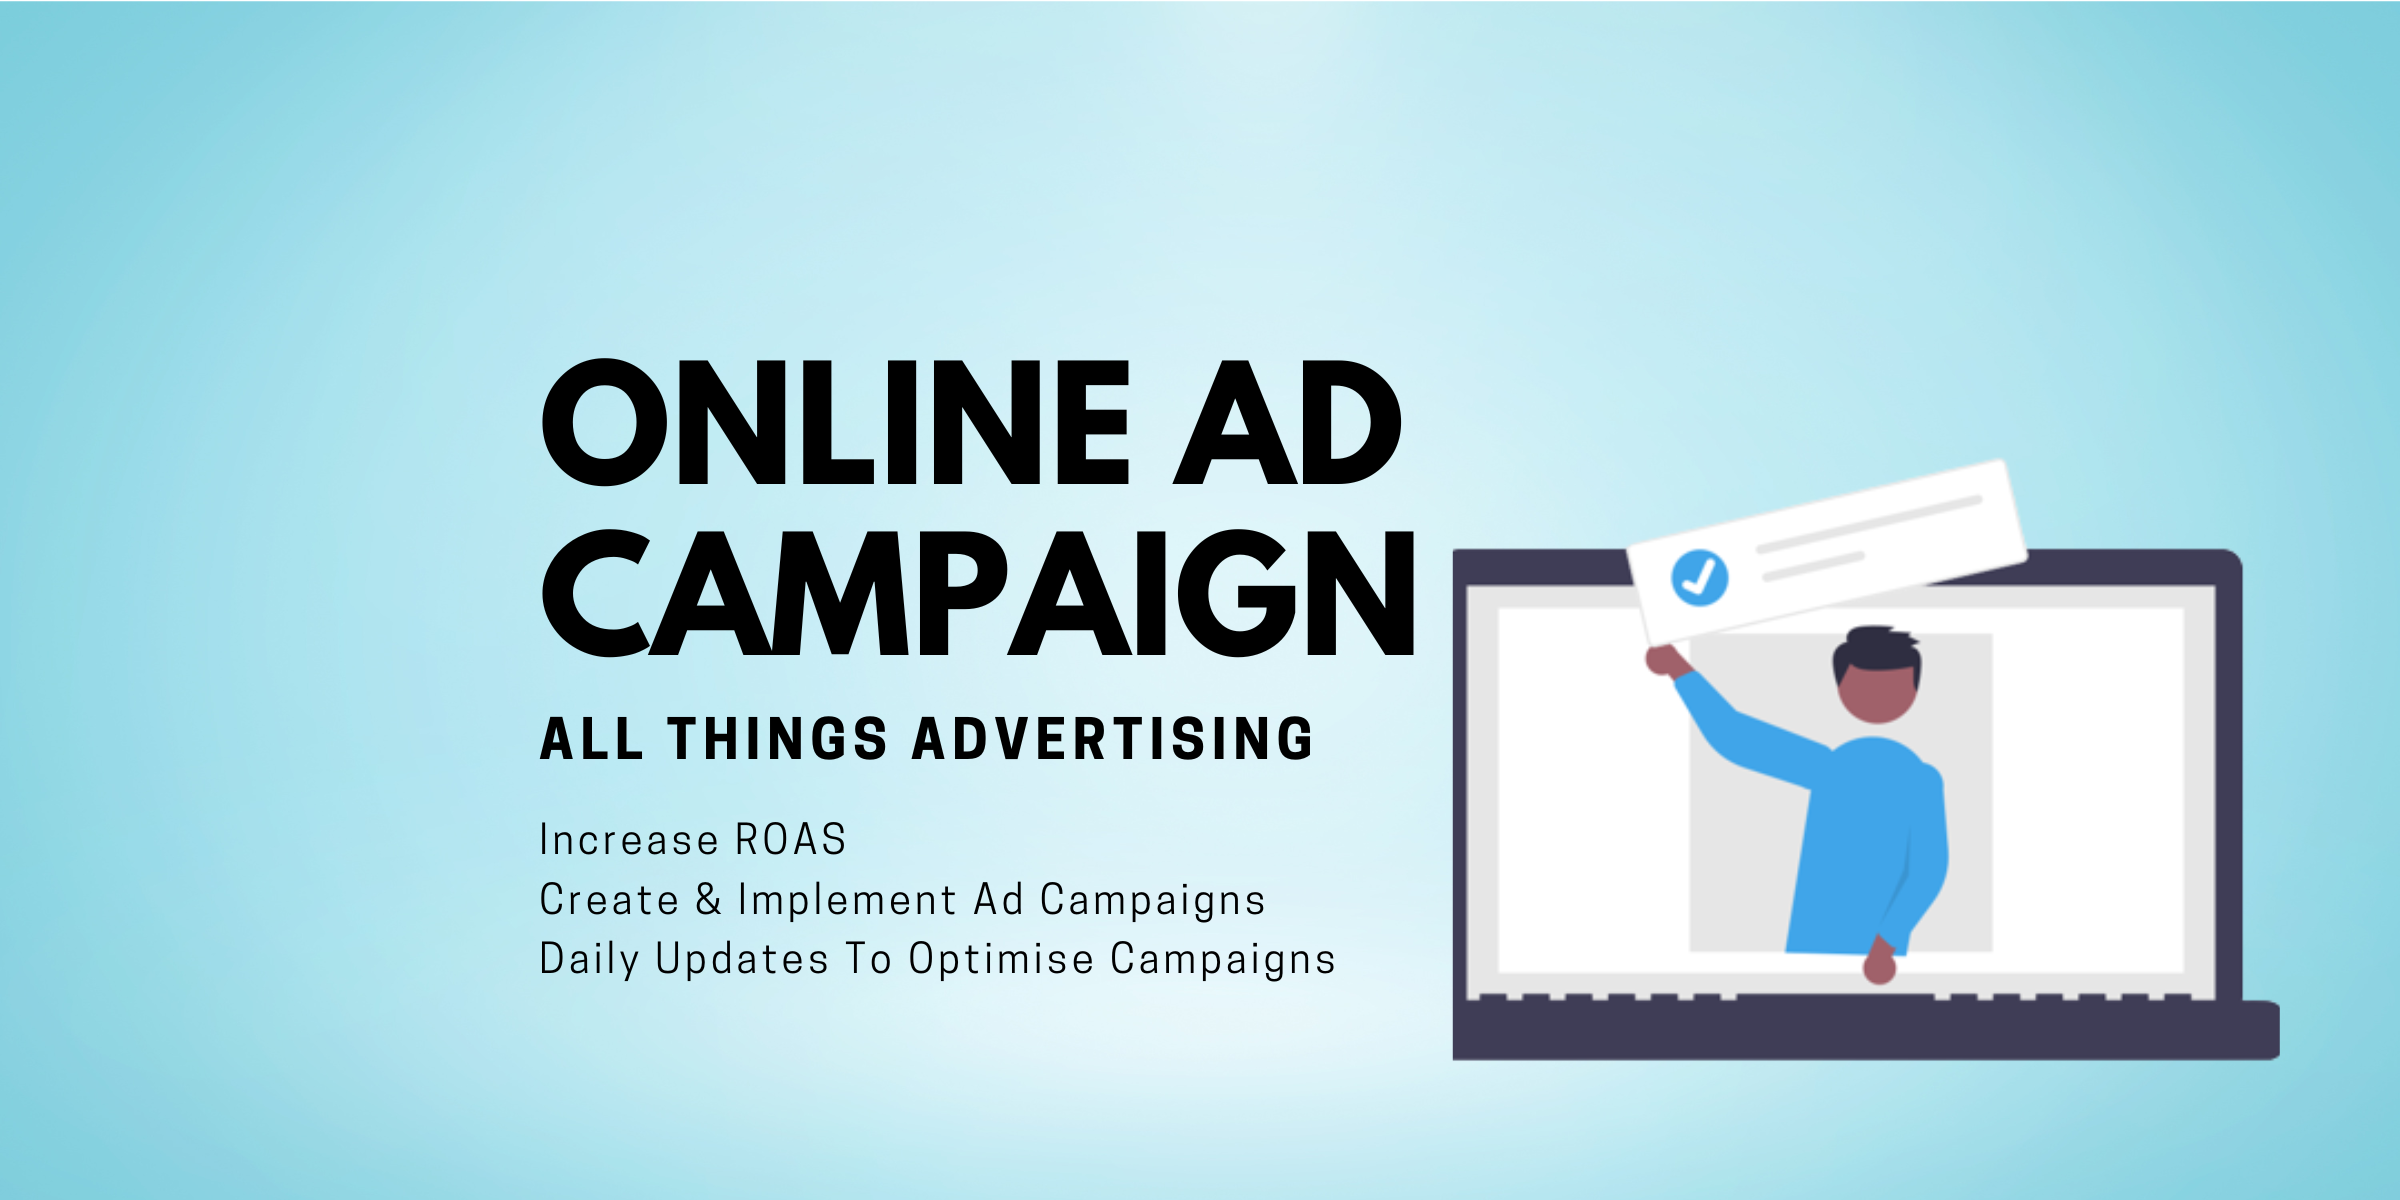 ONLINE AD
CAMPAIGN
ALL THINGS ADVERTISING
Increase ROAS
Create & Implement Ad Campaigns
Daily Updates To Optimise Campaigns